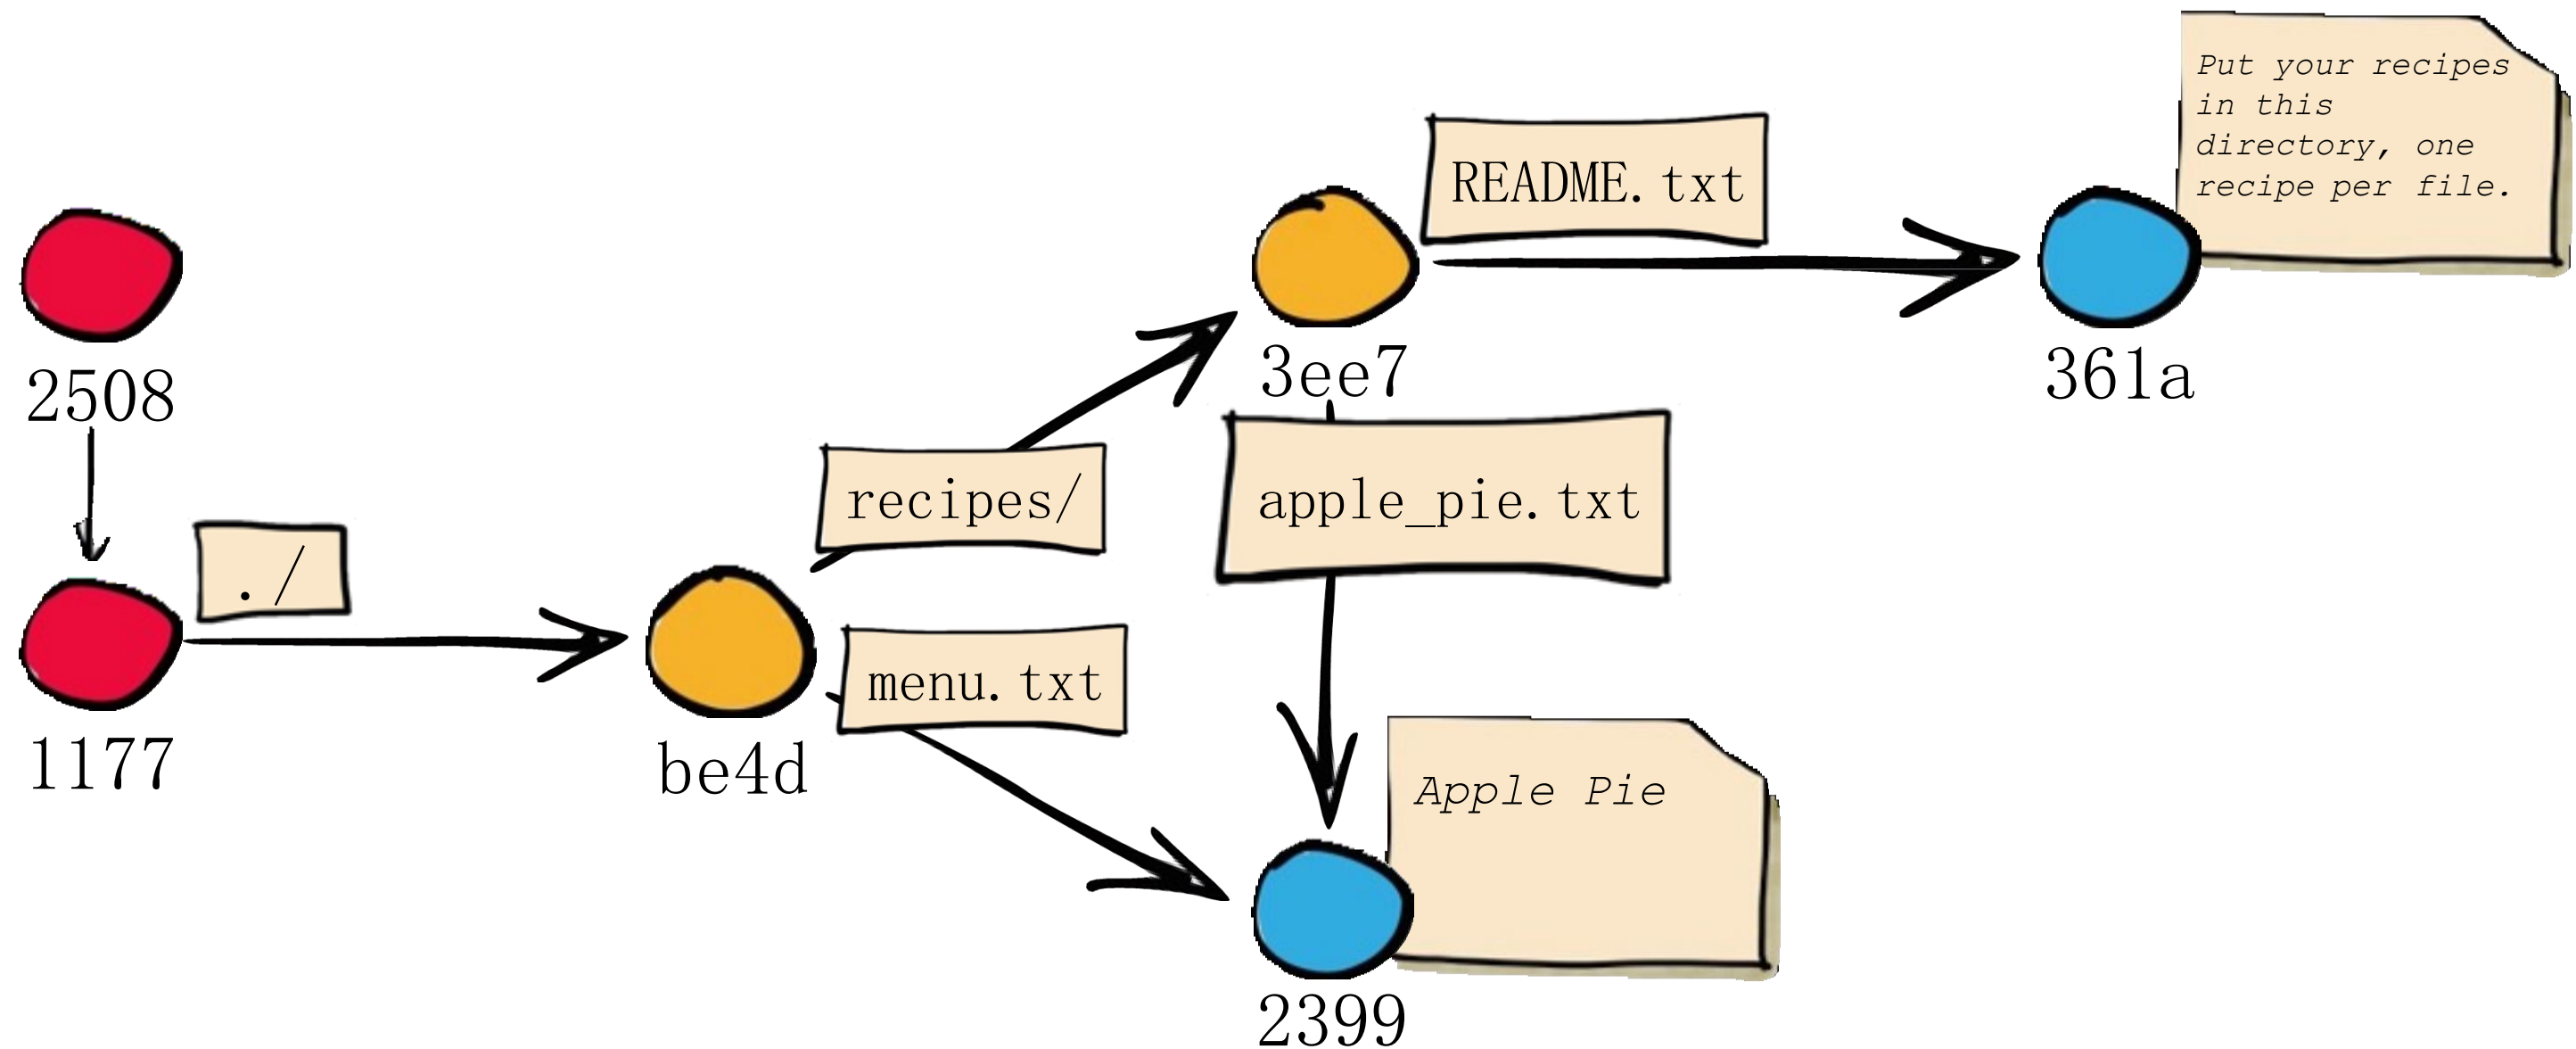 Put your recipes
in this
directory, one
recipe per file.
README.txt
2508
3ee7
361a
recipes/
apple_pie.txt
./
menu.txt
1177
be4d
Apple Pie
2399